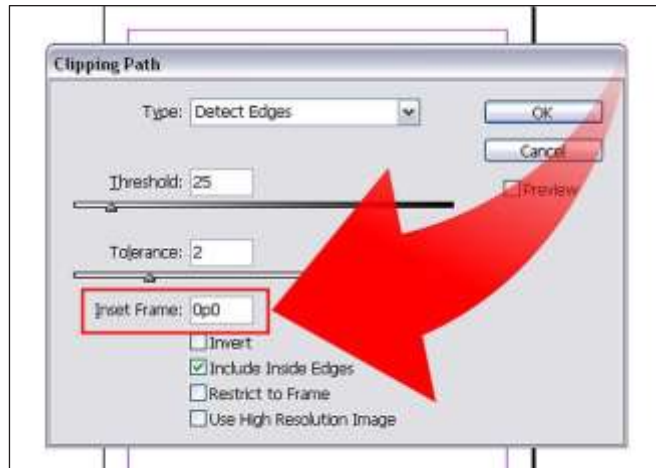 Clipping Path
Type: Detect Edges
OK
Cancel
Threshold: 25
Preview
Tolerance: 2
Inset Frame: 0p0
Invert
Include Inside Edges
Restrict to Frame
Use High Resolution Image